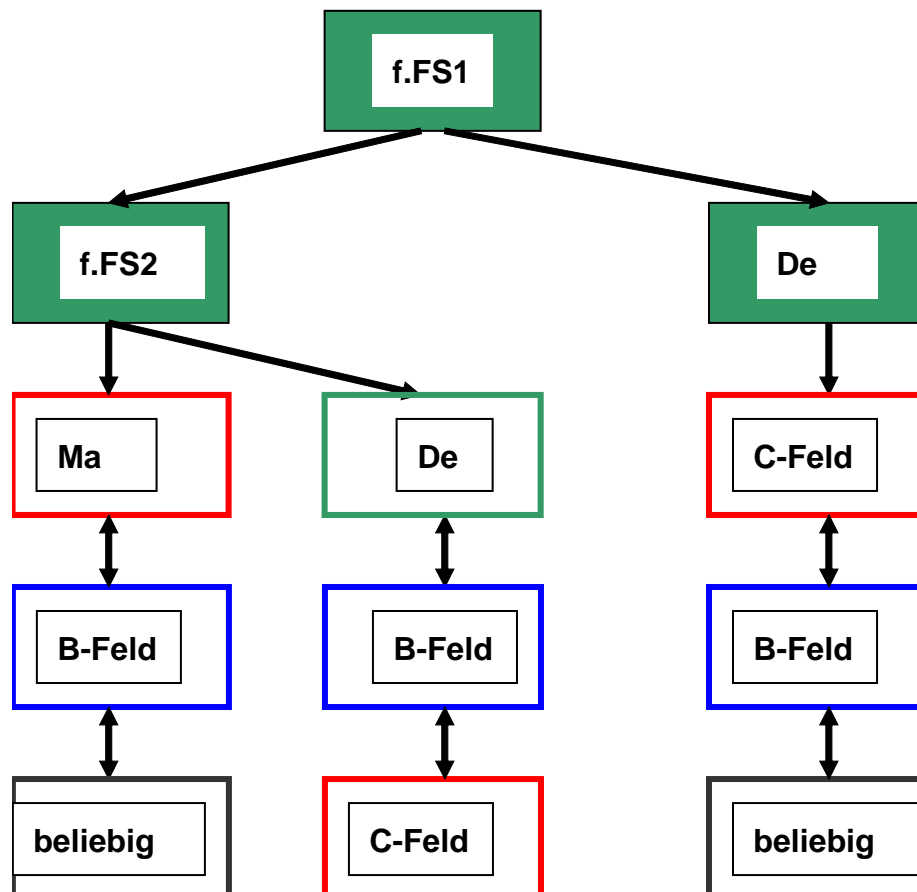 f.FS1
f.FS2
De
Ma
De
C-Feld
B-Feld
B-Feld
B-Feld
beliebig
C-Feld
beliebig